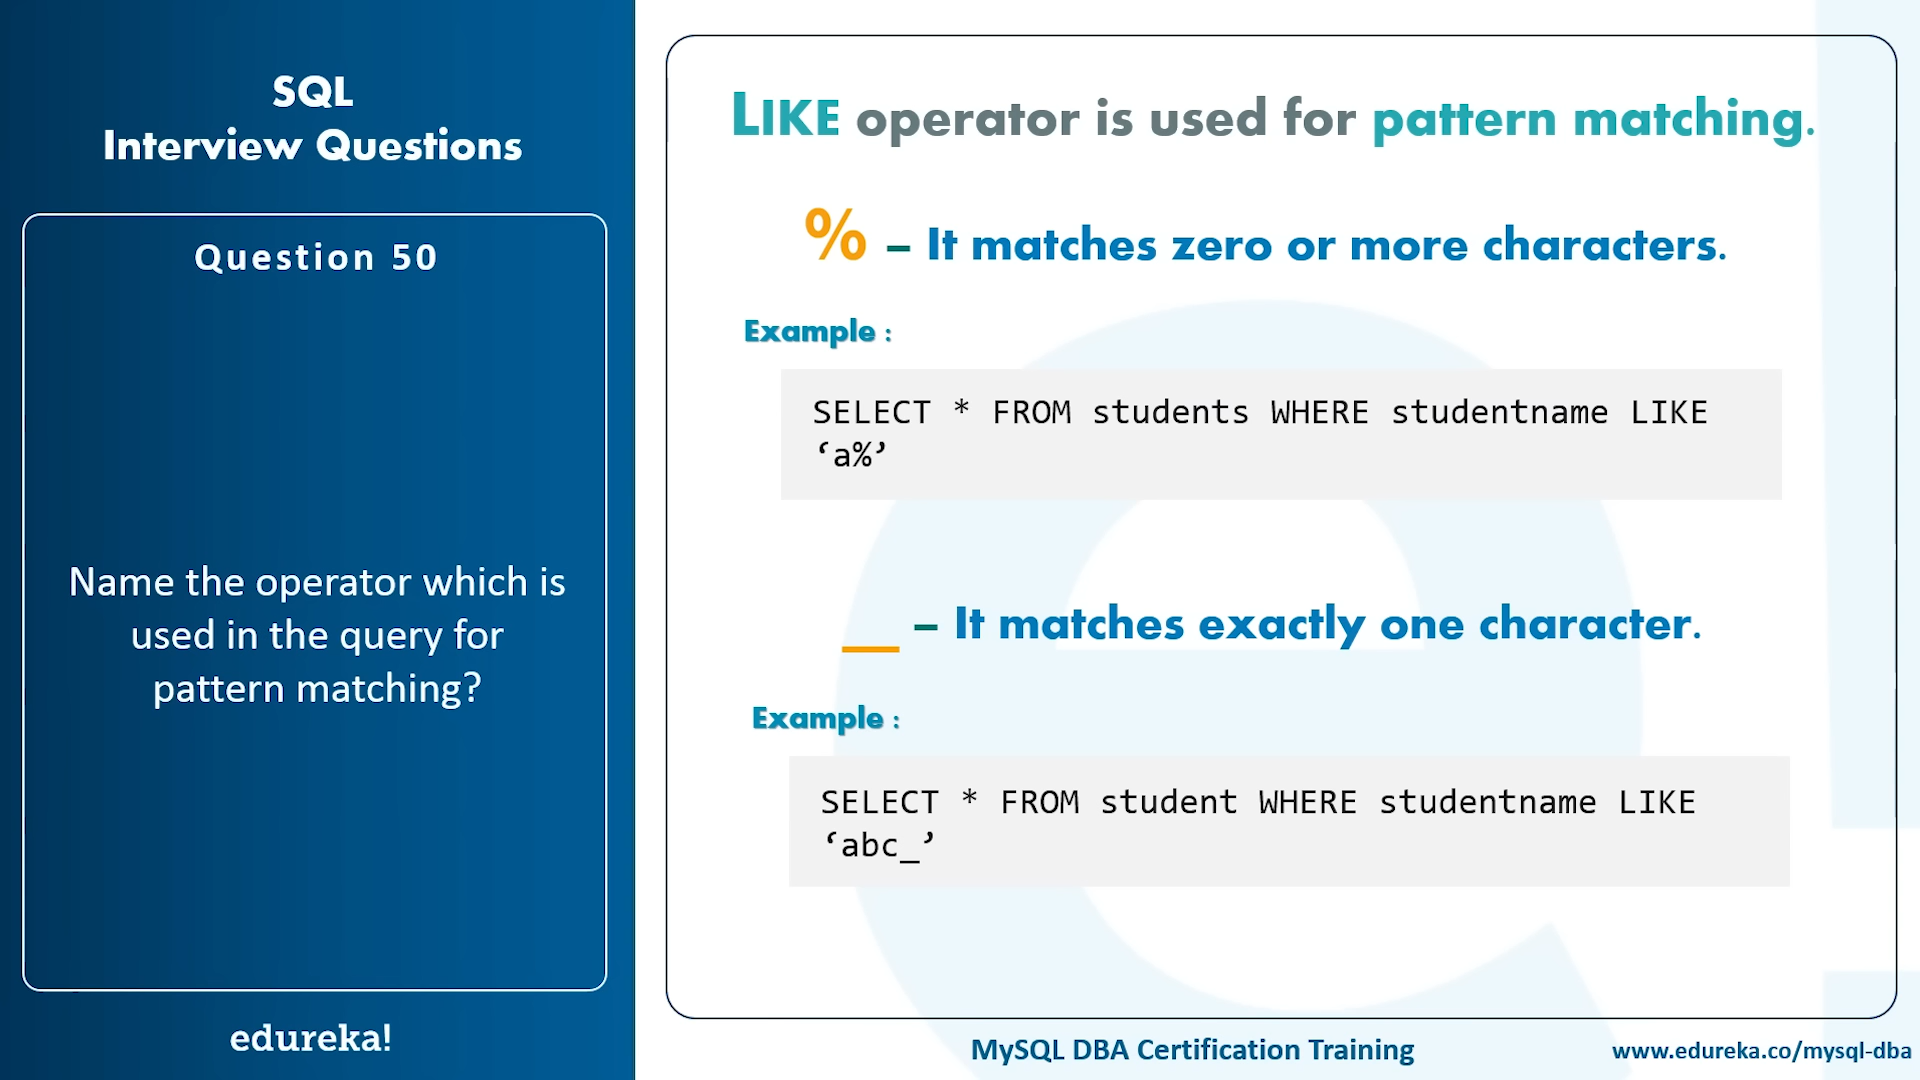 SQL
Interview Questions
Question 50
Name the operator which is
used in the query for
pattern matching?
edureka!
LIKE operator is used for pattern matching.
% – It matches zero or more characters.
Example :
SELECT * FROM students WHERE studentname LIKE
‘a%’
_ – It matches exactly one character.
Example :
SELECT * FROM student WHERE studentname LIKE
‘abc_’
MySQL DBA Certification Training
www.edureka.co/mysql-dba